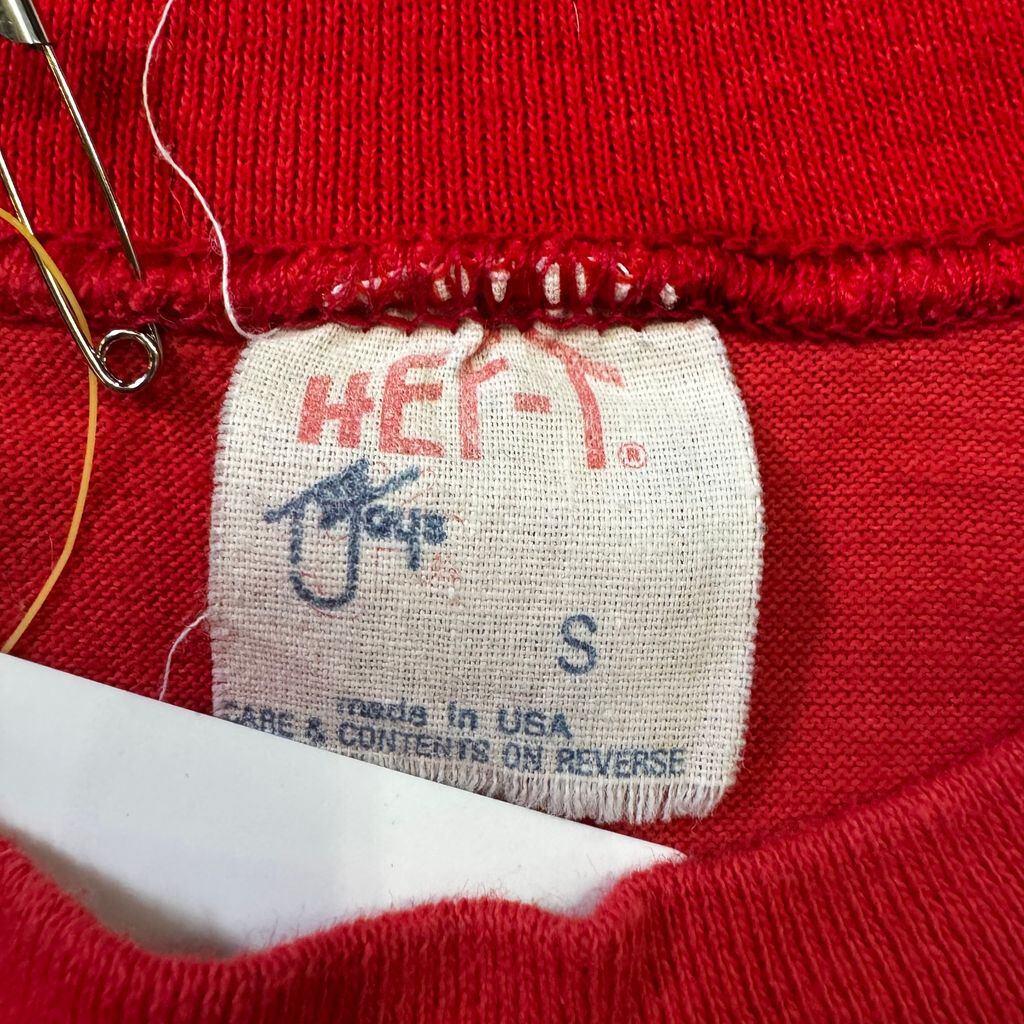 HEF-T®
Jays
S
made in USA
CARE & CONTENTS ON REVERSE